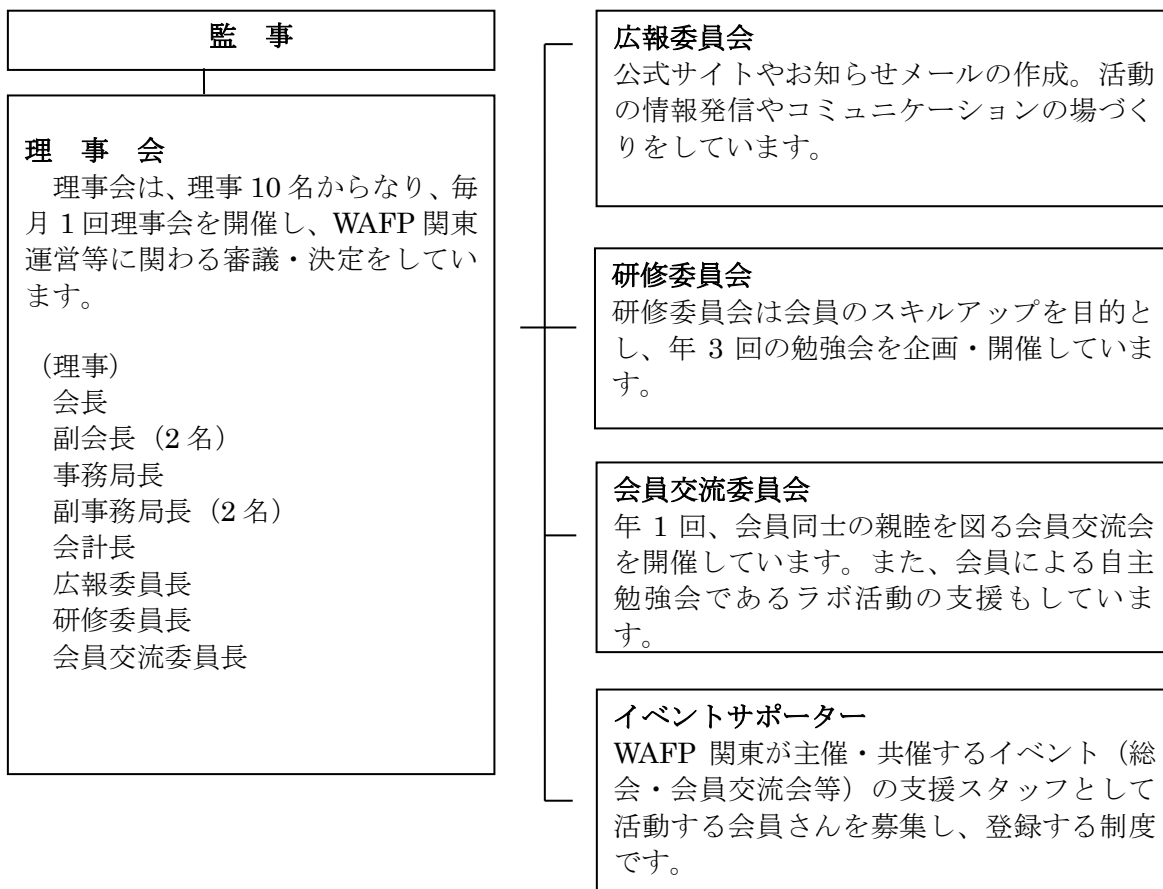 監　事
理　事　会
理事会は、理事 10 名からなり、毎
月 1 回理事会を開催し、WAFP 関東
運営等に関わる審議・決定をしてい
ます。
（理事）
会長
副会長（2 名）
事務局長
副事務局長（2 名）
会計長
広報委員長
研修委員長
会員交流委員長
広報委員会
公式サイトやお知らせメールの作成。活動
の情報発信やコミュニケーションの場づく
りをしています。
研修委員会
研修委員会は会員のスキルアップを目的と
し、年 3 回の勉強会を企画・開催していま
す。
会員交流委員会
年 1 回、会員同士の親睦を図る会員交流会
を開催しています。また、会員による自主
勉強会であるラボ活動の支援もしていま
す。
イベントサポーター
WAFP 関東が主催・共催するイベント（総
会・会員交流会等）の支援スタッフとして
活動する会員さんを募集し、登録する制度
です。